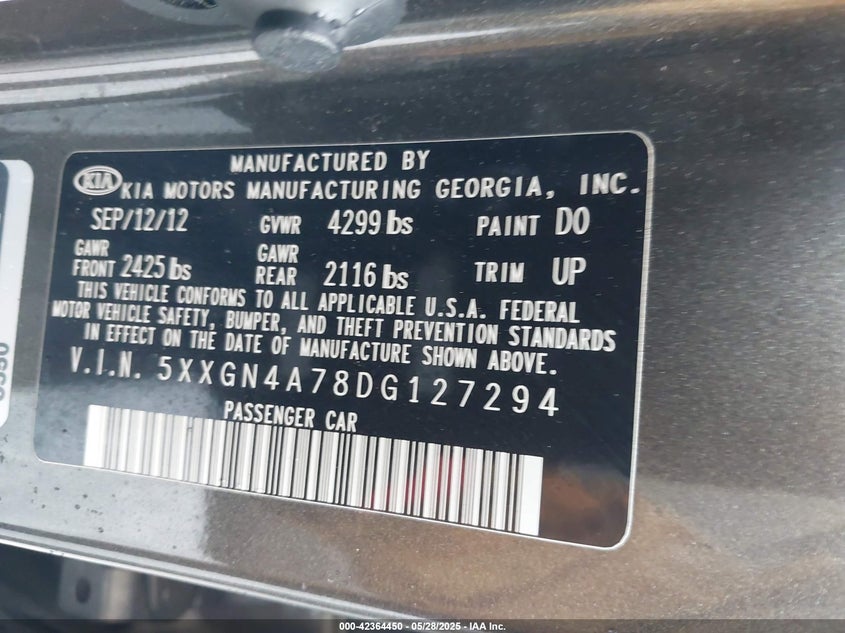 MANUFACTURED BY
KIA KIA MOTORS MANUFACTURING GEORGIA, INC.
SEP/12/12 GVWR 4299 lbs PAINT D0
GAWR FRONT 2425 lbs GAWR REAR 2116 lbs TRIM UP
THIS VEHICLE CONFORMS TO ALL APPLICABLE U.S.A. FEDERAL
MOTOR VEHICLE SAFETY, BUMPER, AND THEFT PREVENTION STANDARDS
IN EFFECT ON THE DATE OF MANUFACTURE SHOWN ABOVE.
V.I.N. 5XXGN4A78DG127294
PASSENGER CAR
000-42364450 - 05/28/2025 - IAA Inc.